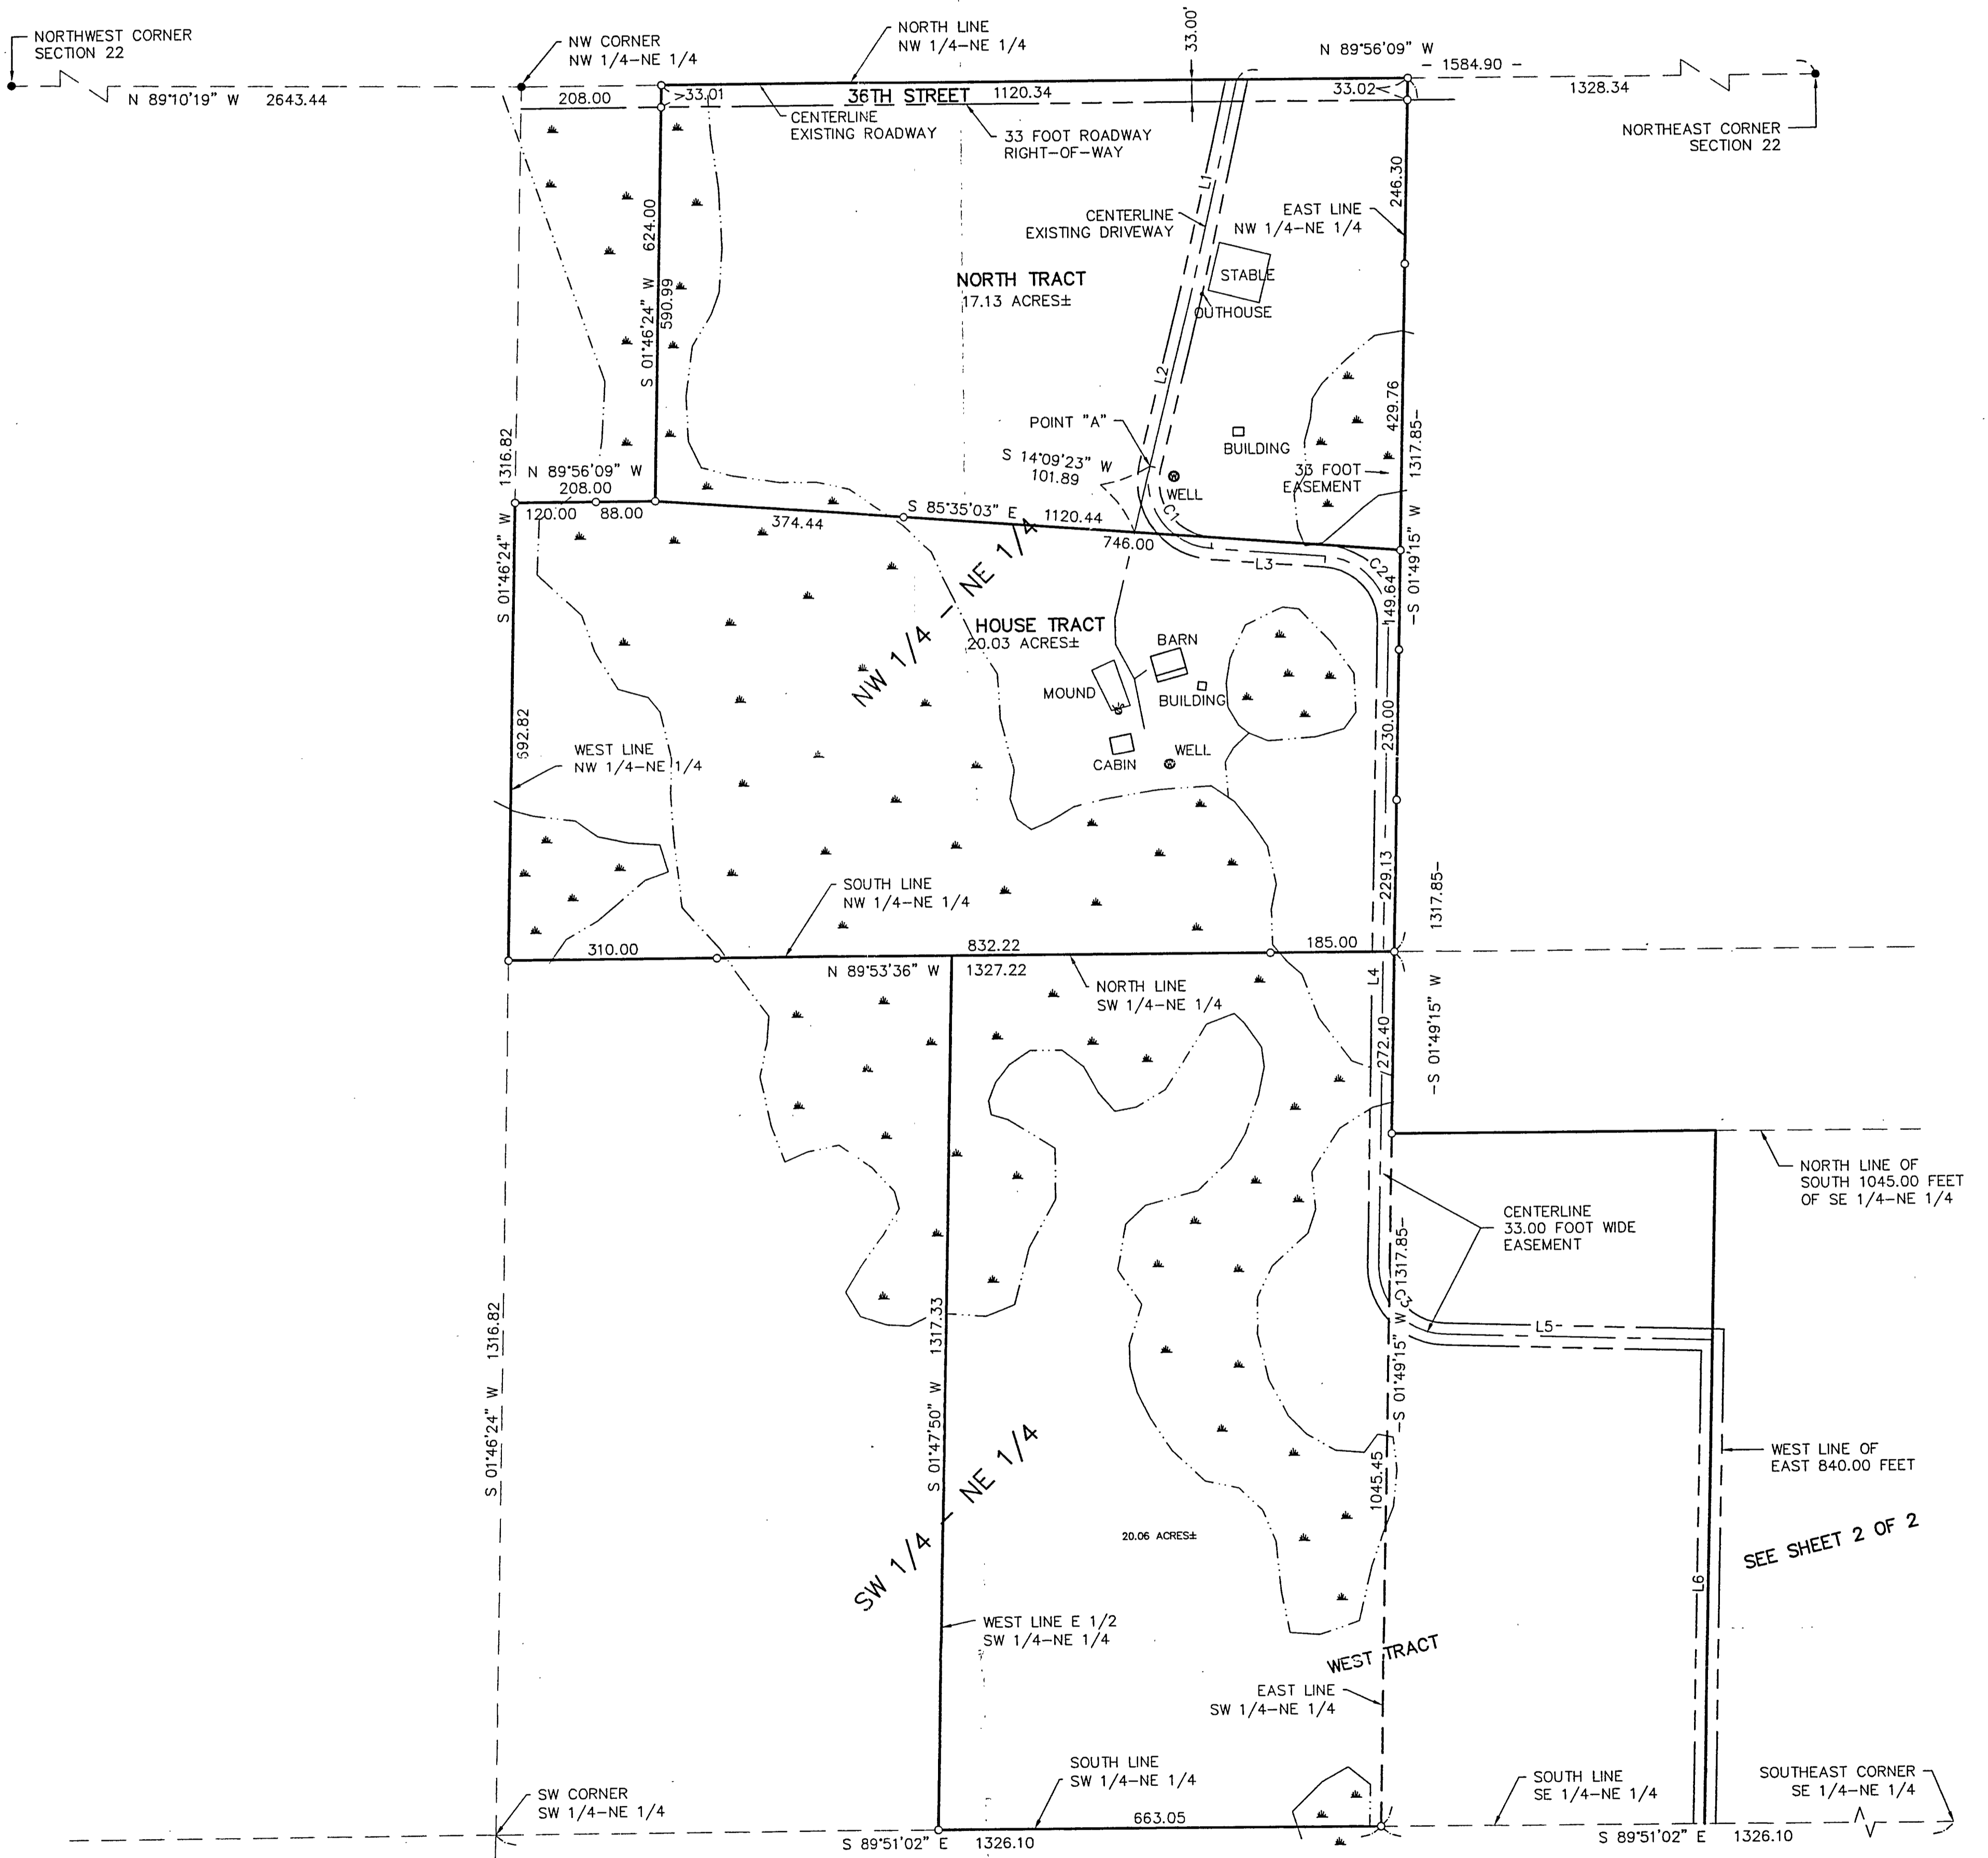 NORTHWEST CORNER
SECTION 22
NW CORNER
NW 1/4-NE 1/4
NORTH LINE
NW 1/4-NE 1/4
33.00'
N 89°56'09" W
- 1584.90 -
N 89°10'19" W 2643.44
208.00
>33.01
36TH STREET 1120.34
33.02<
1328.34
CENTERLINE
EXISTING ROADWAY
33 FOOT ROADWAY
RIGHT-OF-WAY
NORTHEAST CORNER
SECTION 22
L1
246.30
CENTERLINE
EXISTING DRIVEWAY
EAST LINE
NW 1/4-NE 1/4
S 01°46'24" W 624.00
590.99
NORTH TRACT
17.13 ACRES±
STABLE
OUTHOUSE
L2
POINT "A"
S 14°09'23" W
101.89
WELL
BUILDING
33 FOOT
EASEMENT
429.76
-S 01°49'15" W 1317.85-
S 01°46'24" W 1316.82
N 89°56'09" W
208.00
120.00
88.00
374.44
S 85°35'03" E 1120.44
746.00
C1
L3
C2
149.64
NW 1/4 - NE 1/4
HOUSE TRACT
20.03 ACRES±
BARN
MOUND
BUILDING
CABIN
WELL
692.82
WEST LINE
NW 1/4-NE 1/4
230.00
229.13
1317.85-
SOUTH LINE
NW 1/4-NE 1/4
310.00
832.22
185.00
N 89°53'36" W 1327.22
NORTH LINE
SW 1/4-NE 1/4
L4
272.40
-S 01°49'15" W
NORTH LINE OF
SOUTH 1045.00 FEET
OF SE 1/4-NE 1/4
CENTERLINE
33.00 FOOT WIDE
EASEMENT
-S 01°49'15" W 1317.85-
C3
L5-
S 01°46'24" W 1316.82
S 01°47'50" W 1317.33
1045.45
SW 1/4 - NE 1/4
20.06 ACRES±
WEST LINE OF
EAST 840.00 FEET
SEE SHEET 2 OF 2
L6
WEST LINE E 1/2
SW 1/4-NE 1/4
WEST TRACT
EAST LINE
SW 1/4-NE 1/4
SW CORNER
SW 1/4-NE 1/4
SOUTH LINE
SW 1/4-NE 1/4
663.05
SOUTH LINE
SE 1/4-NE 1/4
SOUTHEAST CORNER
SE 1/4-NE 1/4
S 89°51'02" E 1326.10
S 89°51'02" E 1326.10